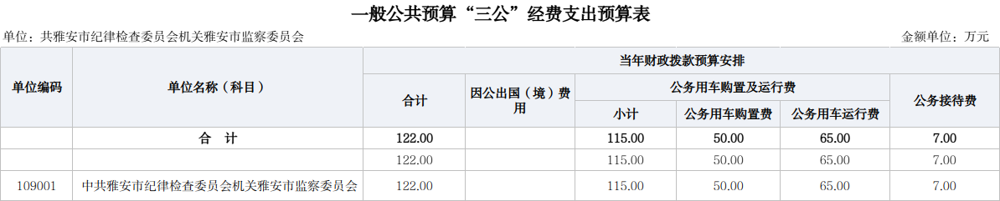 一般公共预算“三公”经费支出预算表
单位：共雅安市纪律检查委员会机关雅安市监察委员会 金额单位：万元
单位编码 单位名称（科目） 当年财政拨款预算安排
合计 因公出国（境）费用 公务用车购置及运行费 公务接待费
小计 公务用车购置费 公务用车运行费
合 计 122.00 115.00 50.00 65.00 7.00
122.00 115.00 50.00 65.00 7.00
109001 中共雅安市纪律检查委员会机关雅安市监察委员会 122.00 115.00 50.00 65.00 7.00